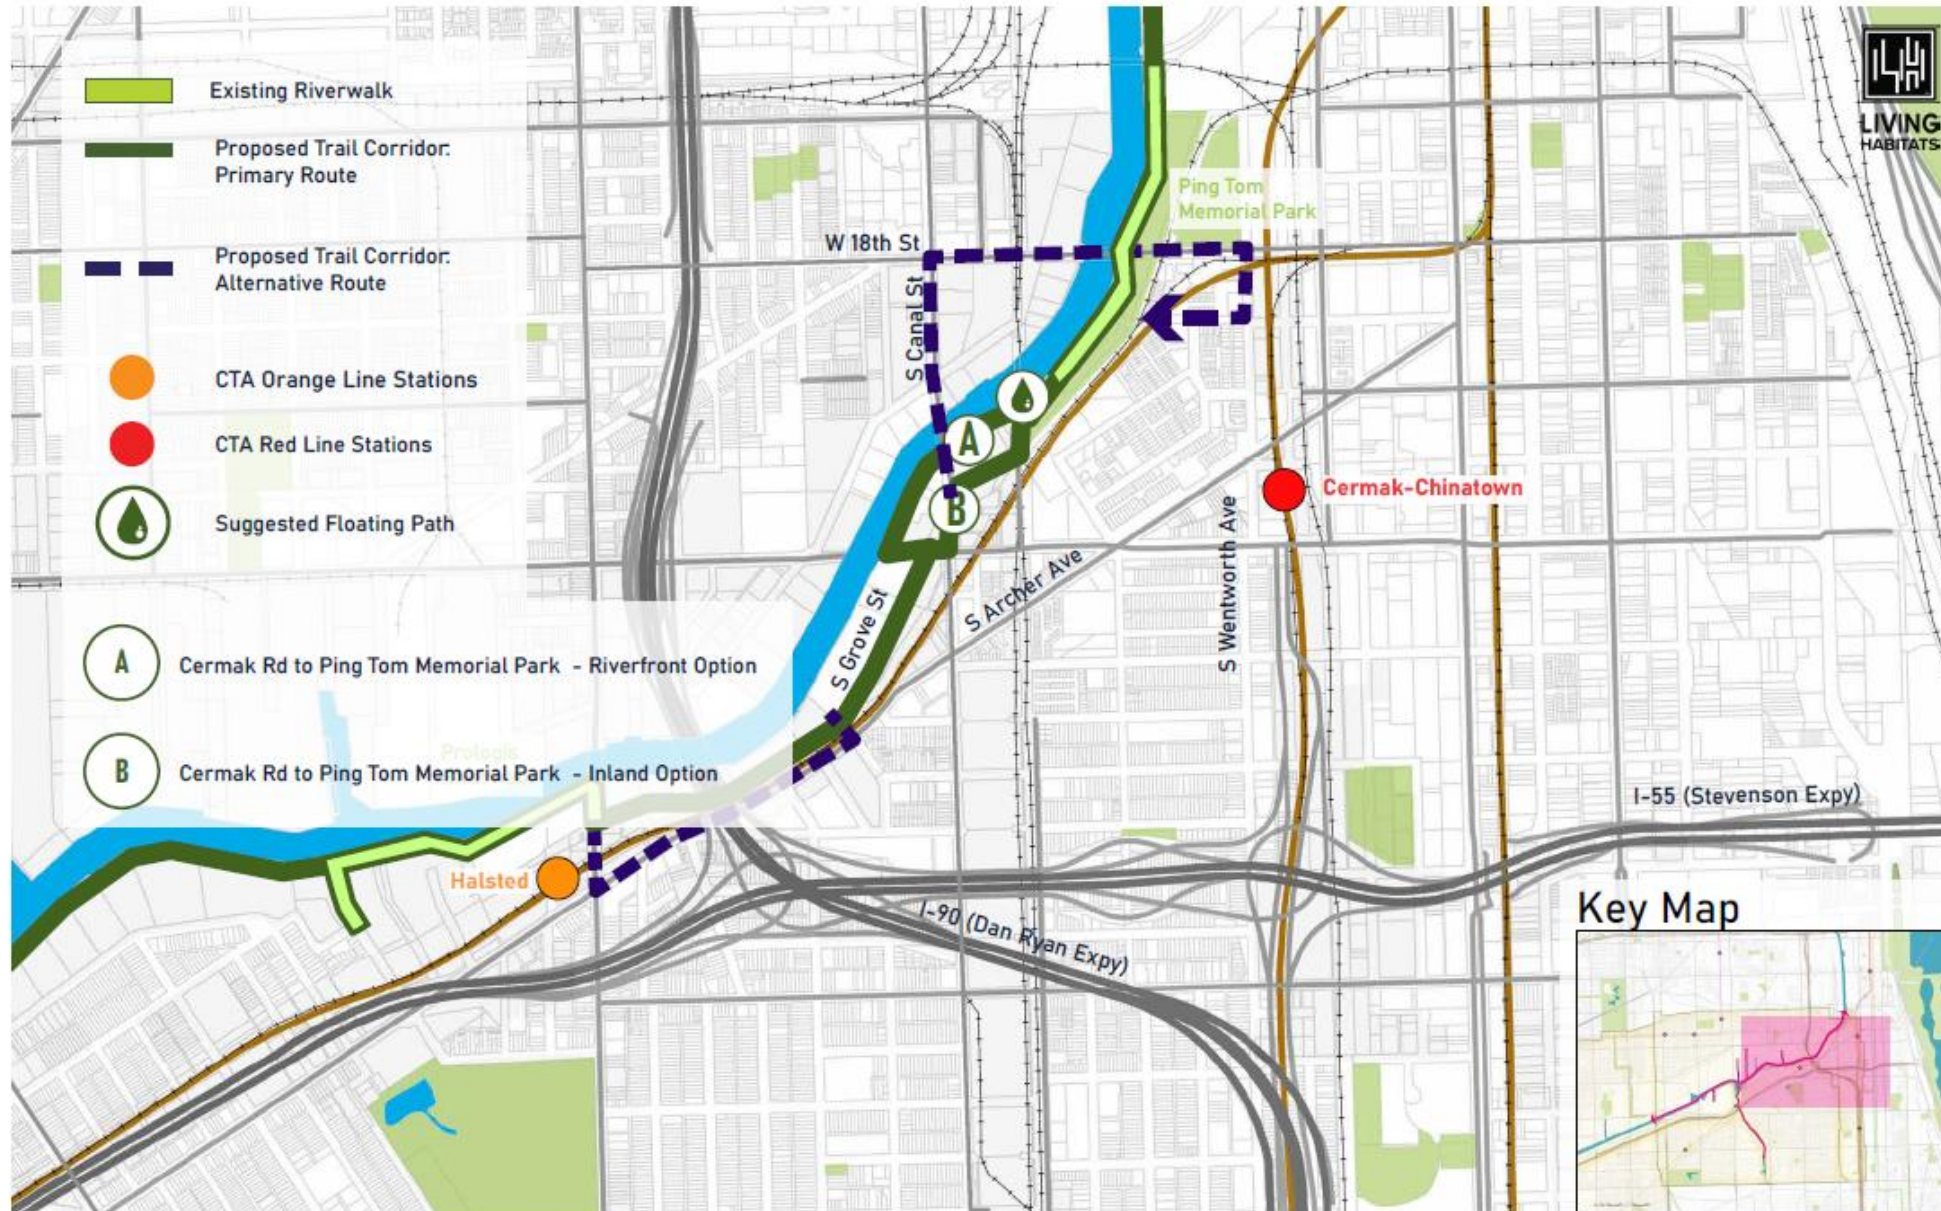 Existing Riverwalk
Proposed Trail Corridor:
Primary Route
Proposed Trail Corridor:
Alternative Route
CTA Orange Line Stations
CTA Red Line Stations
Suggested Floating Path
A
Cermak Rd to Ping Tom Memorial Park - Riverfront Option
B
Cermak Rd to Ping Tom Memorial Park - Inland Option
LIVING
HABITATS
Ping Tom
Memorial Park
W 18th St
S Canal St
A
B
Cermak-Chinatown
S Archer Ave
S Wentworth Ave
S Grove St
Prologis
Halsted
I-55 (Stevenson Expy)
I-90 (Dan Ryan Expy)
Key Map